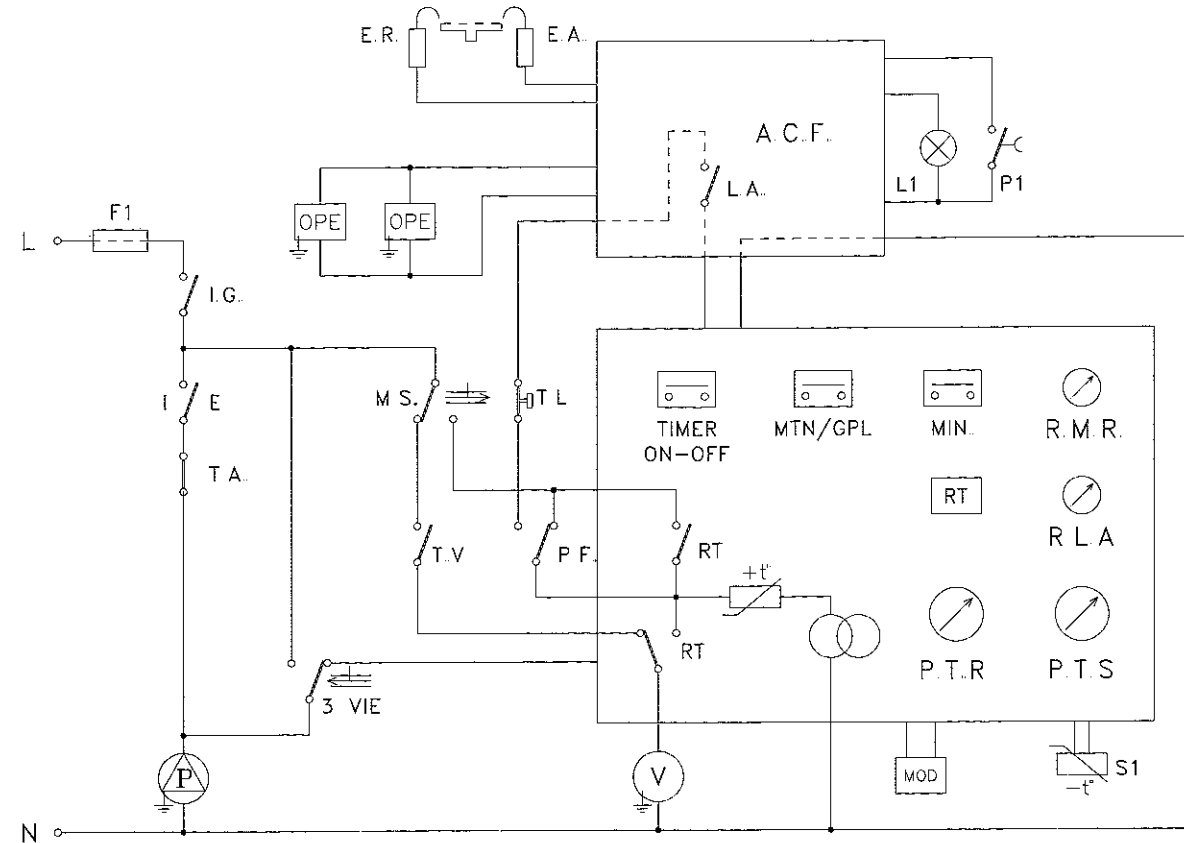 E.R. E.A..
A.C.F..
L.A..
L1 P1
F1
OPE OPE
L
I.G..
I E
M S. T L
T A..
TIMER
ON-OFF
MTN/GPL
MIN..
R.M.R.
RT
R L A
T.V
P F.
RT
+t°
RT
P.T..R
P.T.S
3 VIE
P
V
MOD
S1
-t°
N